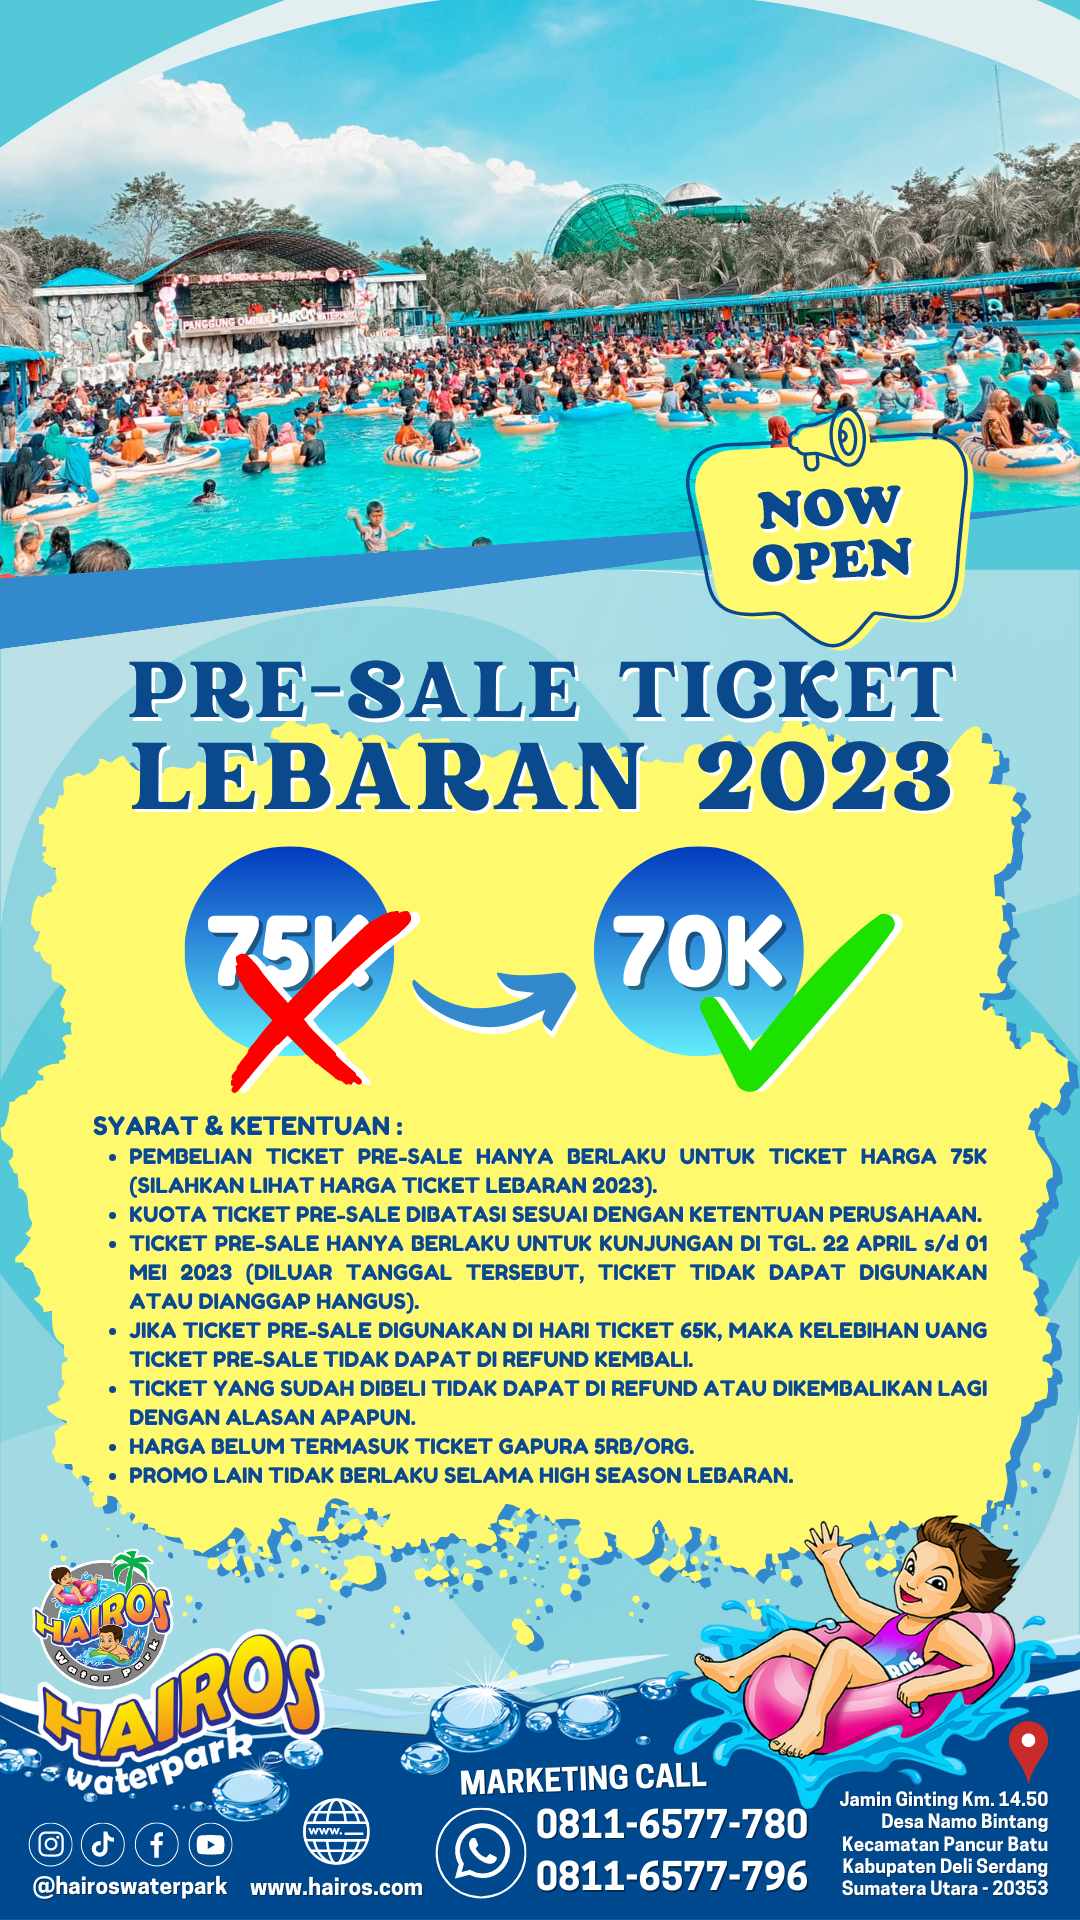 PANGGUNG OMBAK HAIROS WATERPARK
NOW
OPEN
PRE-SALE TICKET
LEBARAN 2023
75K
70K
SYARAT & KETENTUAN :
• PEMBELIAN TICKET PRE-SALE HANYA BERLAKU UNTUK TICKET HARGA 75K
(SILAHKAN LIHAT HARGA TICKET LEBARAN 2023).
• KUOTA TICKET PRE-SALE DIBATASI SESUAI DENGAN KETENTUAN PERUSAHAAN.
• TICKET PRE-SALE HANYA BERLAKU UNTUK KUNJUNGAN DI TGL. 22 APRIL s/d 01
MEI 2023 (DILUAR TANGGAL TERSEBUT, TICKET TIDAK DAPAT DIGUNAKAN
ATAU DIANGGAP HANGUS).
• JIKA TICKET PRE-SALE DIGUNAKAN DI HARI TICKET 65K, MAKA KELEBIHAN UANG
TICKET PRE-SALE TIDAK DAPAT DI REFUND KEMBALI.
• TICKET YANG SUDAH DIBELI TIDAK DAPAT DI REFUND ATAU DIKEMBALIKAN LAGI
DENGAN ALASAN APAPUN.
• HARGA BELUM TERMASUK TICKET GAPURA 5RB/ORG.
• PROMO LAIN TIDAK BERLAKU SELAMA HIGH SEASON LEBARAN.
HAIROS
Water Park
HAIROS
waterpark
@hairoswaterpark
www.
www.hairos.com
MARKETING CALL
0811-6577-780
0811-6577-796
Jamin Ginting Km. 14.50
Desa Namo Bintang
Kecamatan Pancur Batu
Kabupaten Deli Serdang
Sumatera Utara - 20353